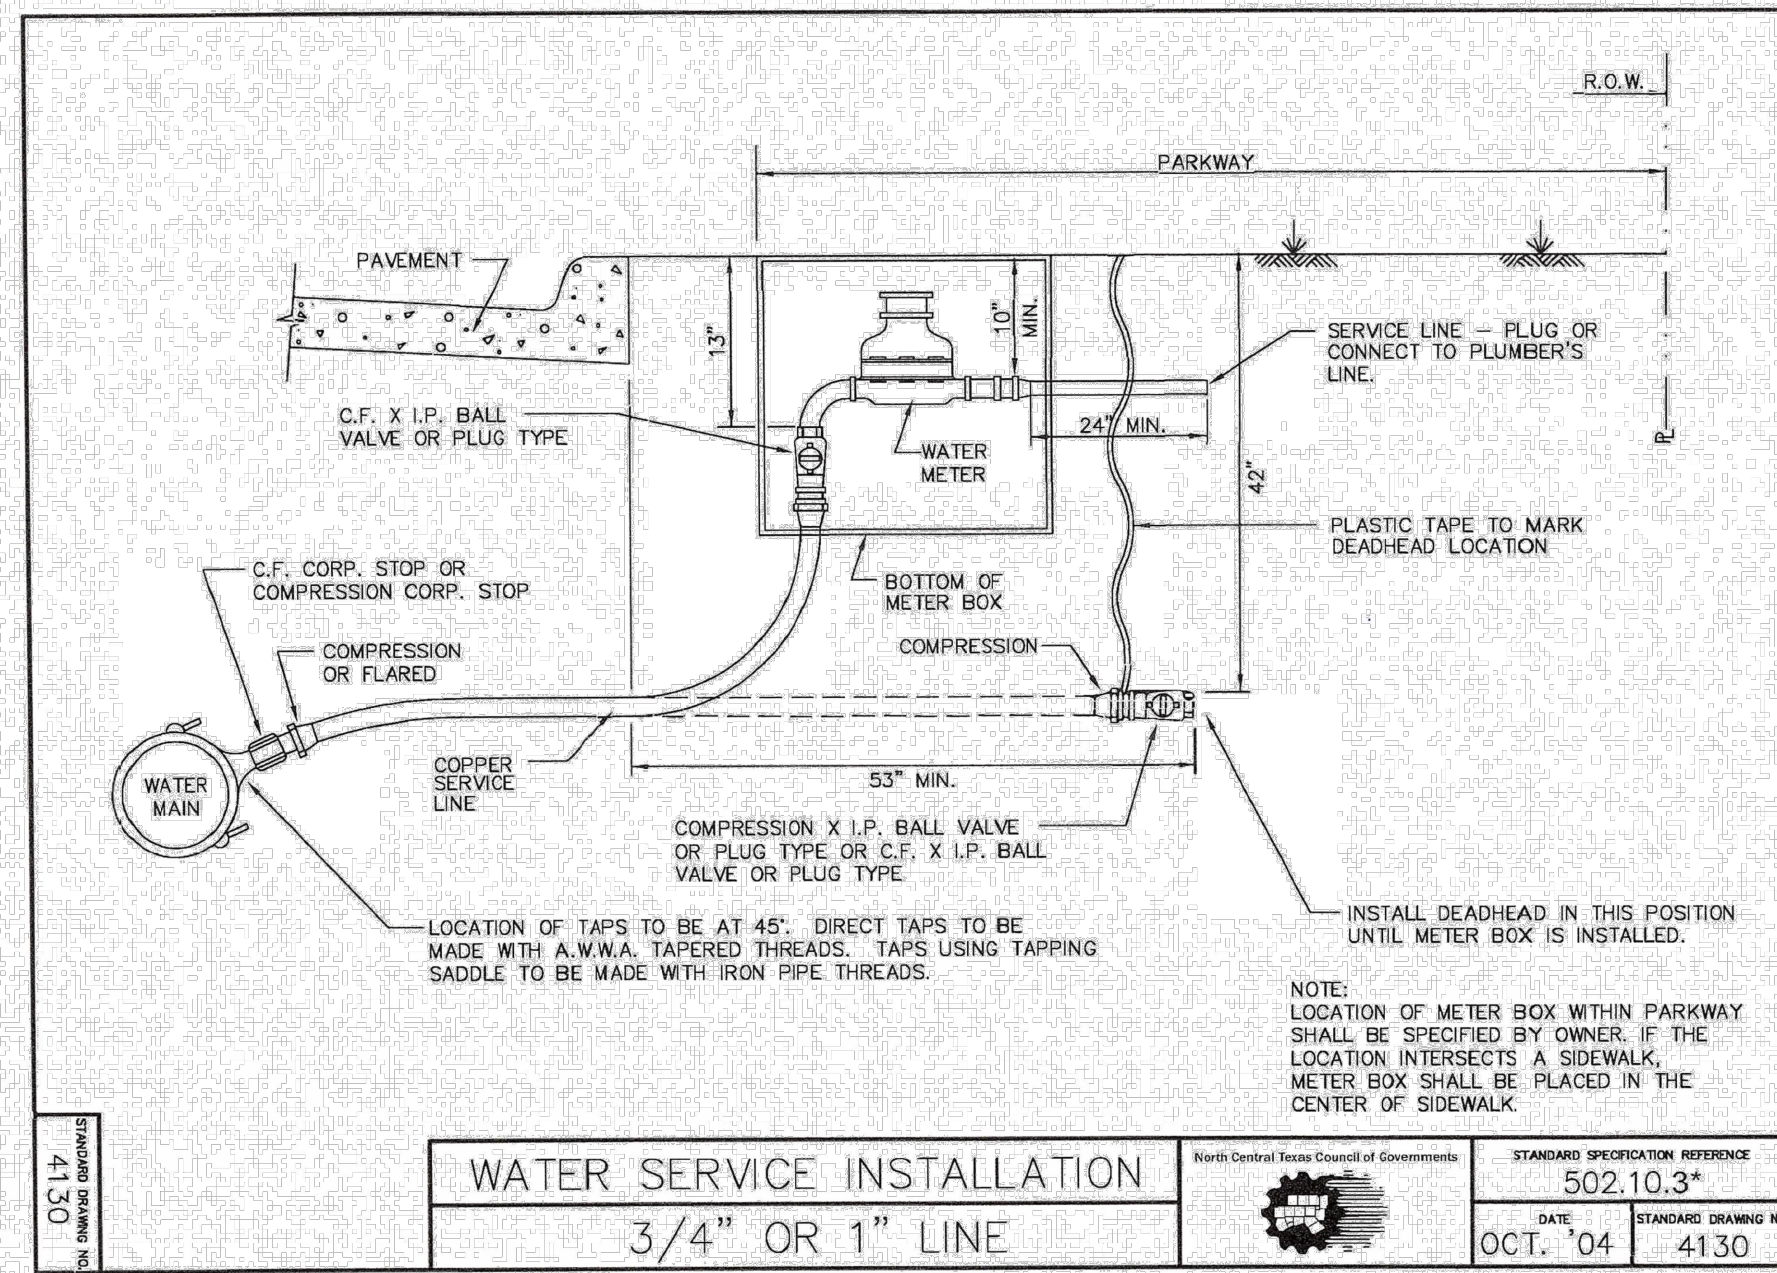 R.O.W.
PARKWAY
PAVEMENT
13"
10"
MIN.
SERVICE LINE – PLUG OR
CONNECT TO PLUMBER'S
LINE.
C.F. X I.P. BALL
VALVE OR PLUG TYPE
24" MIN.
WATER
METER
42"
PL
PLASTIC TAPE TO MARK
DEADHEAD LOCATION
C.F. CORP. STOP OR
COMPRESSION CORP. STOP
BOTTOM OF
METER BOX
COMPRESSION
OR FLARED
COMPRESSION
WATER
MAIN
COPPER
SERVICE
LINE
53" MIN.
COMPRESSION X I.P. BALL VALVE
OR PLUG TYPE OR C.F. X I.P. BALL
VALVE OR PLUG TYPE
LOCATION OF TAPS TO BE AT 45°. DIRECT TAPS TO BE
MADE WITH A.W.W.A. TAPERED THREADS. TAPS USING TAPPING
SADDLE TO BE MADE WITH IRON PIPE THREADS.
INSTALL DEADHEAD IN THIS POSITION
UNTIL METER BOX IS INSTALLED.
NOTE:
LOCATION OF METER BOX WITHIN PARKWAY
SHALL BE SPECIFIED BY OWNER. IF THE
LOCATION INTERSECTS A SIDEWALK,
METER BOX SHALL BE PLACED IN THE
CENTER OF SIDEWALK.
STANDARD DRAWING NO.
4130
WATER SERVICE INSTALLATION
3/4" OR 1" LINE
North Central Texas Council of Governments
STANDARD SPECIFICATION REFERENCE
502.10.3*
DATE
OCT. '04
STANDARD DRAWING N
4130